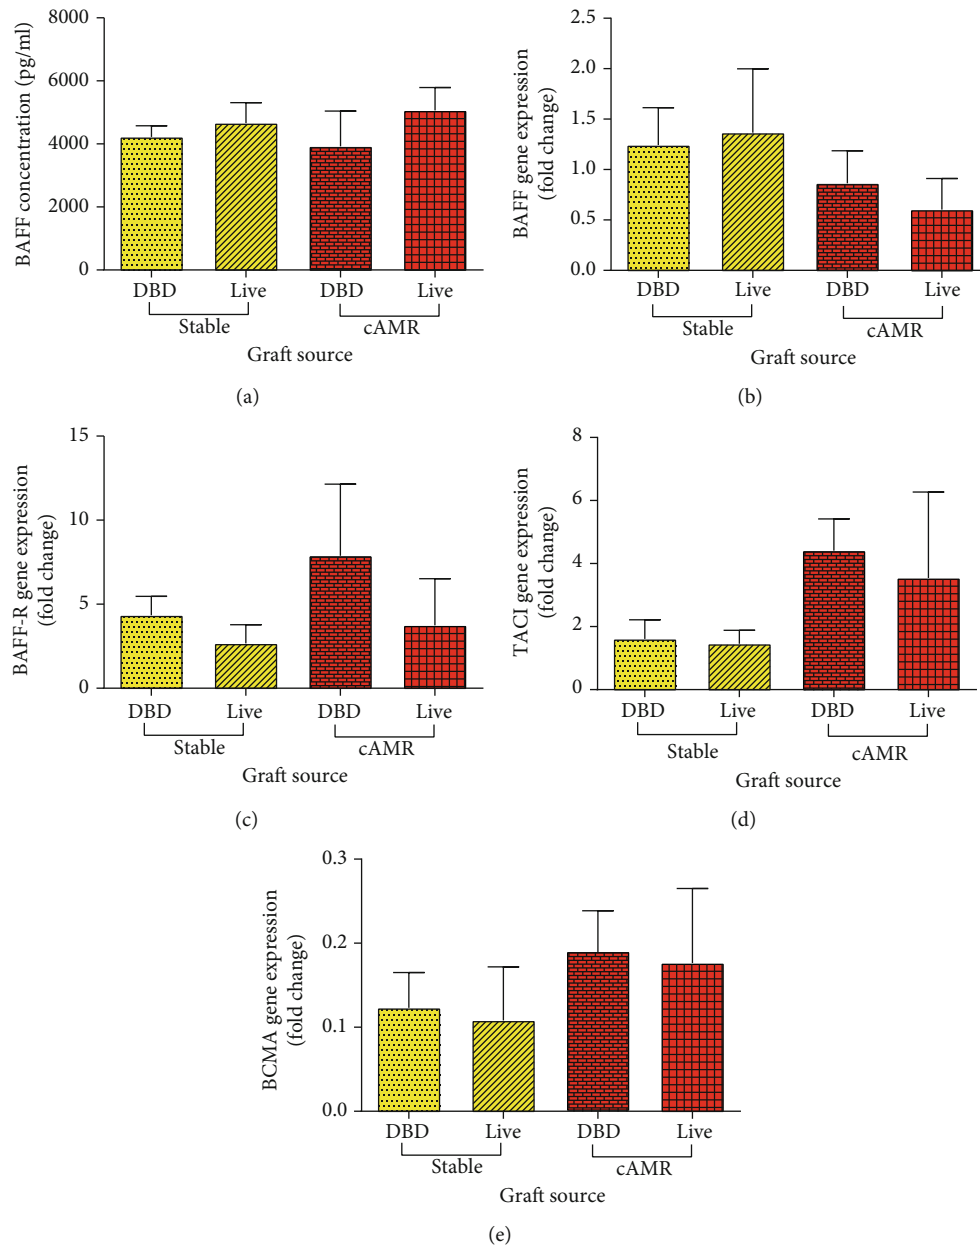 BAFF concentration (pg/ml)
8000
6000
4000
2000
0
DBD Live DBD Live
Stable cAMR
Graft source
(a)
BAFF gene expression
(fold change)
2.5
2.0
1.5
1.0
0.5
0.0
DBD Live DBD Live
Stable cAMR
Graft source
(b)
BAFF-R gene expression
(fold change)
15
10
5
0
DBD Live DBD Live
Stable cAMR
Graft source
(c)
TACI gene expression
(fold change)
8
6
4
2
0
DBD Live DBD Live
Stable cAMR
Graft source
(d)
BCMA gene expression
(fold change)
0.3
0.2
0.1
0.0
DBD Live DBD Live
Stable cAMR
Graft source
(e)